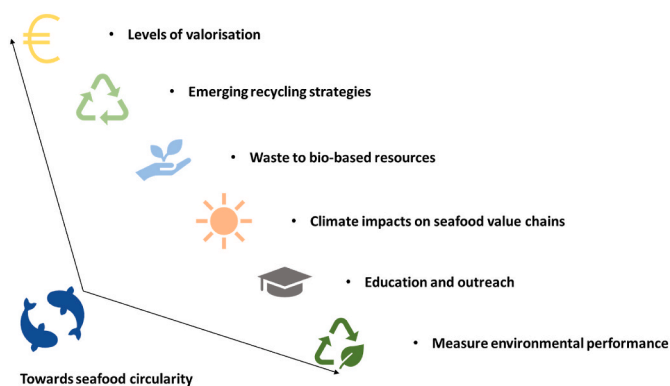 • Levels of valorisation
• Emerging recycling strategies
• Waste to bio-based resources
• Climate impacts on seafood value chains
• Education and outreach
• Measure environmental performance
Towards seafood circularity